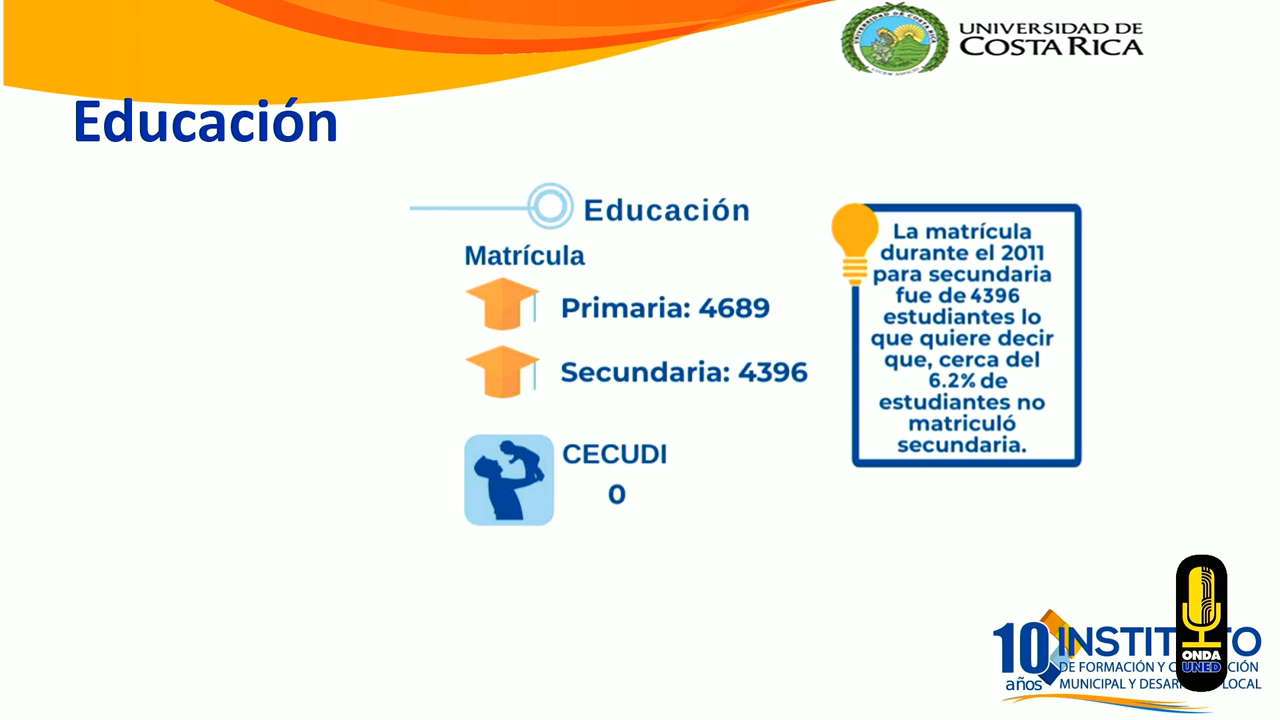 UNIVERSIDAD DE
COSTA RICA
Educación
Educación
Matrícula
Primaria: 4689
Secundaria: 4396
CECUDI
0
La matrícula
durante el 2011
para secundaria
fue de 4396
estudiantes lo
que quiere decir
que, cerca del
6.2% de
estudiantes no
matriculó
secundaria.
10
años
DE FORMACIÓN Y
MUNICIPAL Y
LOCAL
ONDA
UNED